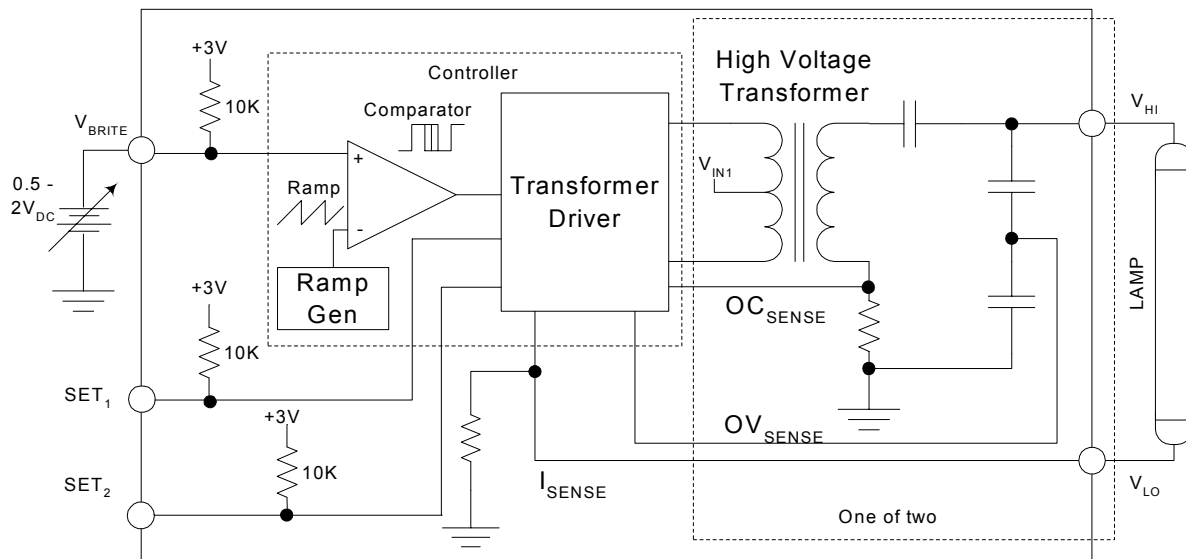 +3V
10K
V_BRITE
0.5 -
2V_DC
Controller
Comparator
+
-
Ramp
Ramp
Gen
Transformer
Driver
High Voltage
Transformer
V_IN1
V_HI
LAMP
V_LO
OC_SENSE
OV_SENSE
I_SENSE
One of two
+3V
10K
SET_1
+3V
10K
SET_2